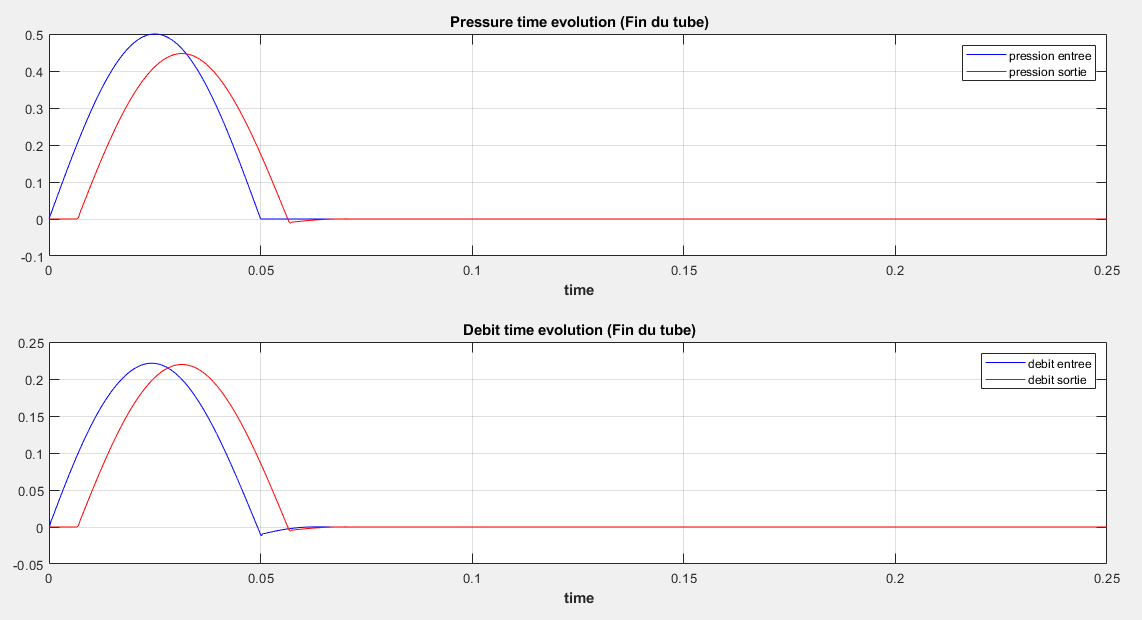 Pressure time evolution (Fin du tube)
0.5
0.4
0.3
0.2
0.1
0
-0.1
pression entree
pression sortie
0 0.05 0.1 0.15 0.2 0.25
time
Debit time evolution (Fin du tube)
0.25
0.2
0.15
0.1
0.05
0
-0.05
debit entree
debit sortie
0 0.05 0.1 0.15 0.2 0.25
time